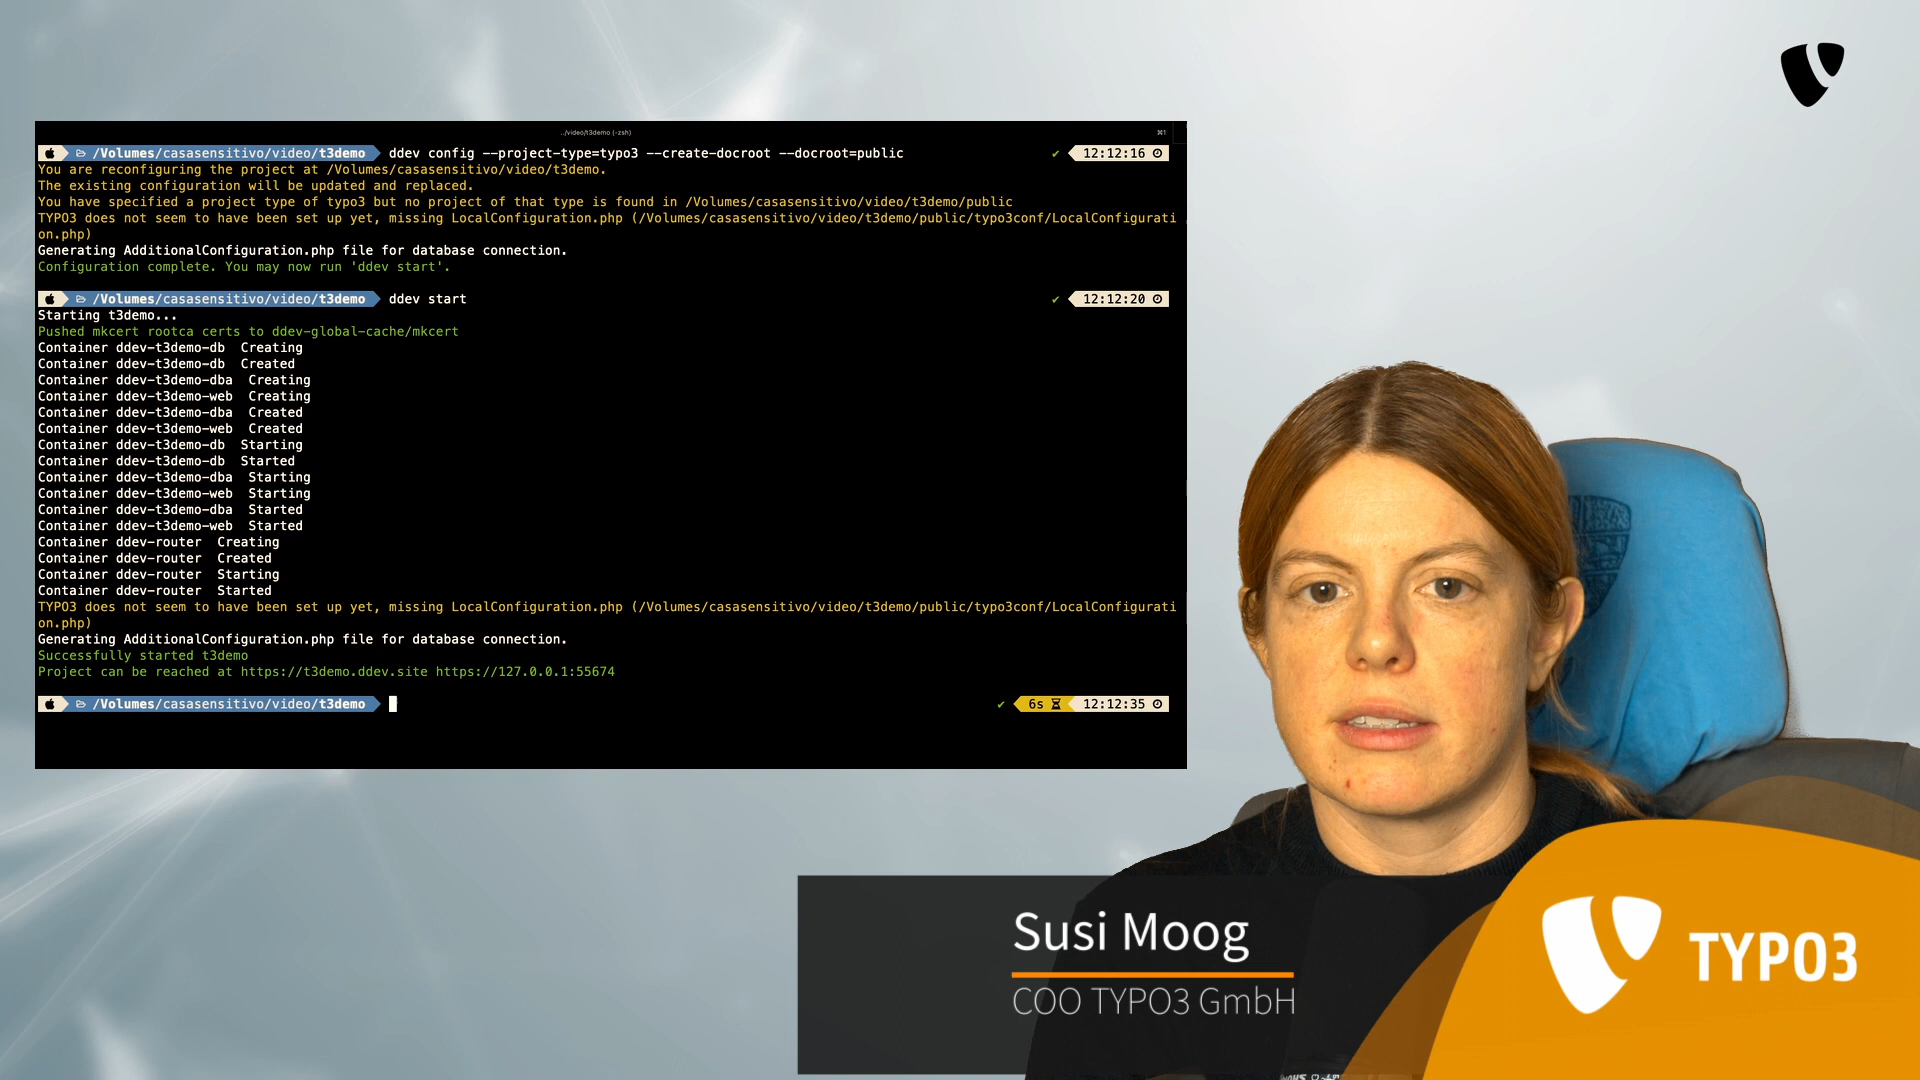 ../video/t3demo (-zsh)
⌘1
/Volumes/casasensitivo/video/t3demo ddev config --project-type=typo3 --create-docroot --docroot=public ✔ 12:12:16
You are reconfiguring the project at /Volumes/casasensitivo/video/t3demo.
The existing configuration will be updated and replaced.
You have specified a project type of typo3 but no project of that type is found in /Volumes/casasensitivo/video/t3demo/public
TYPO3 does not seem to have been set up yet, missing LocalConfiguration.php (/Volumes/casasensitivo/video/t3demo/public/typo3conf/LocalConfigurati
on.php)
Generating AdditionalConfiguration.php file for database connection.
Configuration complete. You may now run 'ddev start'.
/Volumes/casasensitivo/video/t3demo ddev start ✔ 12:12:20
Starting t3demo...
Pushed mkcert rootca certs to ddev-global-cache/mkcert
Container ddev-t3demo-db Creating
Container ddev-t3demo-db Created
Container ddev-t3demo-dba Creating
Container ddev-t3demo-web Creating
Container ddev-t3demo-dba Created
Container ddev-t3demo-web Created
Container ddev-t3demo-db Starting
Container ddev-t3demo-db Started
Container ddev-t3demo-dba Starting
Container ddev-t3demo-web Starting
Container ddev-t3demo-dba Started
Container ddev-t3demo-web Started
Container ddev-router Creating
Container ddev-router Created
Container ddev-router Starting
Container ddev-router Started
TYPO3 does not seem to have been set up yet, missing LocalConfiguration.php (/Volumes/casasensitivo/video/t3demo/public/typo3conf/LocalConfigurati
on.php)
Generating AdditionalConfiguration.php file for database connection.
Successfully started t3demo
Project can be reached at https://t3demo.ddev.site https://127.0.0.1:55674
/Volumes/casasensitivo/video/t3demo ✔ 6s 12:12:35
Susi Moog
COO TYPO3 GmbH
TYPO3